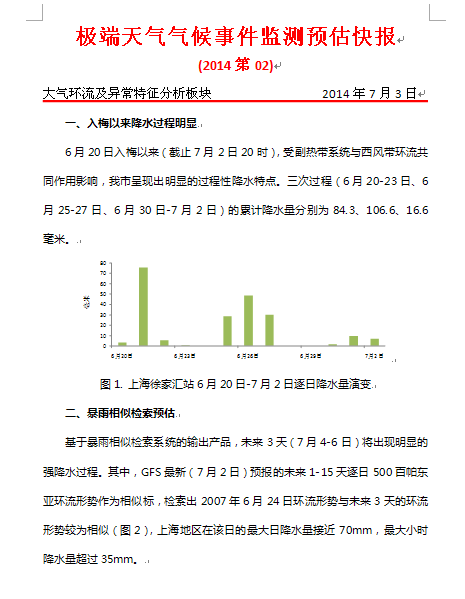 极端天气气候事件监测预估快报
(2014 第 02)
大气环流及异常特征分析板块 2014 年 7 月 3 日
一、入梅以来降水过程明显
6 月 20 日入梅以来（截止 7 月 2 日 20 时），受副热带系统与西风带环流共
同作用影响，我市呈现出明显的过程性降水特点。三次过程（6 月 20-23 日、6
月 25-27 日、6 月 30 日-7 月 2 日）的累计降水量分别为 84.3、106.6、16.6
毫米。
80
70
60
50
40
30
20
10
0
毫米
6月20日 6月23日 6月26日 6月29日 7月2日
图 1. 上海徐家汇站 6 月 20 日-7 月 2 日逐日降水量演变
二、暴雨相似检索预估
基于暴雨相似检索系统的输出产品，未来 3 天（7 月 4-6 日）将出现明显的
强降水过程。其中，GFS 最新（7 月 2 日）预报的未来 1-15 天逐日 500 百帕东
亚环流形势作为相似标，检索出 2007 年 6 月 24 日环流形势与未来 3 天的环流
形势较为相似（图 2），上海地区在该日的最大日降水量接近 70mm，最大小时
降水量超过 35mm。